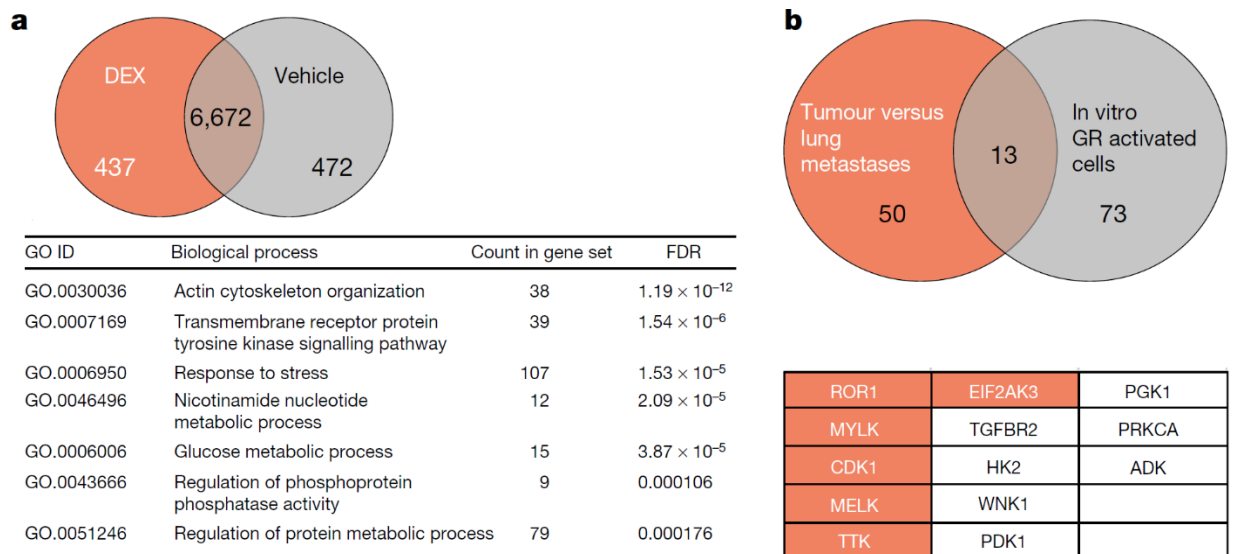 a
DEX
Vehicle
6,672
437
472
GO ID Biological process Count in gene set FDR
GO.0030036 Actin cytoskeleton organization 38 1.19 × 10⁻¹²
GO.0007169 Transmembrane receptor protein 39 1.54 × 10⁻⁶
tyrosine kinase signalling pathway
GO.0006950 Response to stress 107 1.53 × 10⁻⁵
GO.0046496 Nicotinamide nucleotide 12 2.09 × 10⁻⁵
metabolic process
GO.0006006 Glucose metabolic process 15 3.87 × 10⁻⁵
GO.0043666 Regulation of phosphoprotein 9 0.000106
phosphatase activity
GO.0051246 Regulation of protein metabolic process 79 0.000176
b
Tumour versus
lung
metastases
50
13
In vitro
GR activated
cells
73
ROR1 EIF2AK3 PGK1
MYLK TGFBR2 PRKCA
CDK1 HK2 ADK
MELK WNK1
TTK PDK1